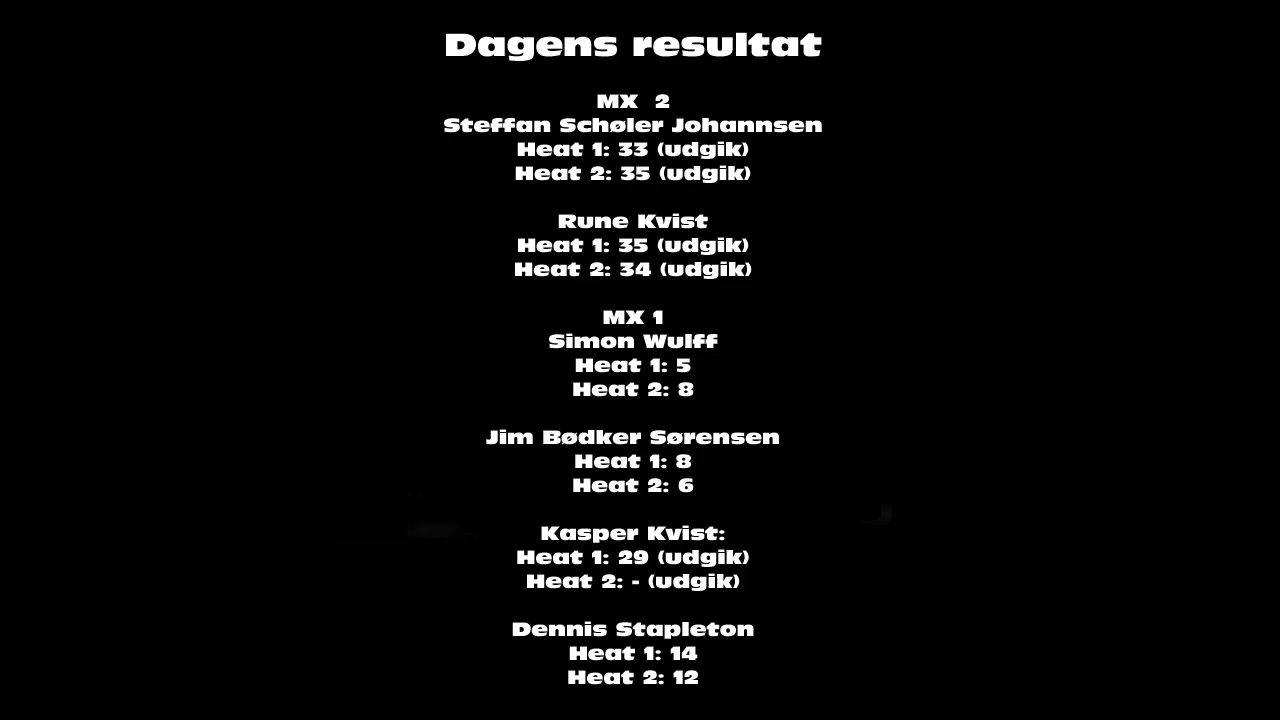 Dagens resultat
MX 2
Steffan Schøler Johannsen
Heat 1: 33 (udgik)
Heat 2: 35 (udgik)
Rune Kvist
Heat 1: 35 (udgik)
Heat 2: 34 (udgik)
MX 1
Simon Wulff
Heat 1: 5
Heat 2: 8
Jim Bødker Sørensen
Heat 1: 8
Heat 2: 6
Kasper Kvist:
Heat 1: 29 (udgik)
Heat 2: - (udgik)
Dennis Stapleton
Heat 1: 14
Heat 2: 12